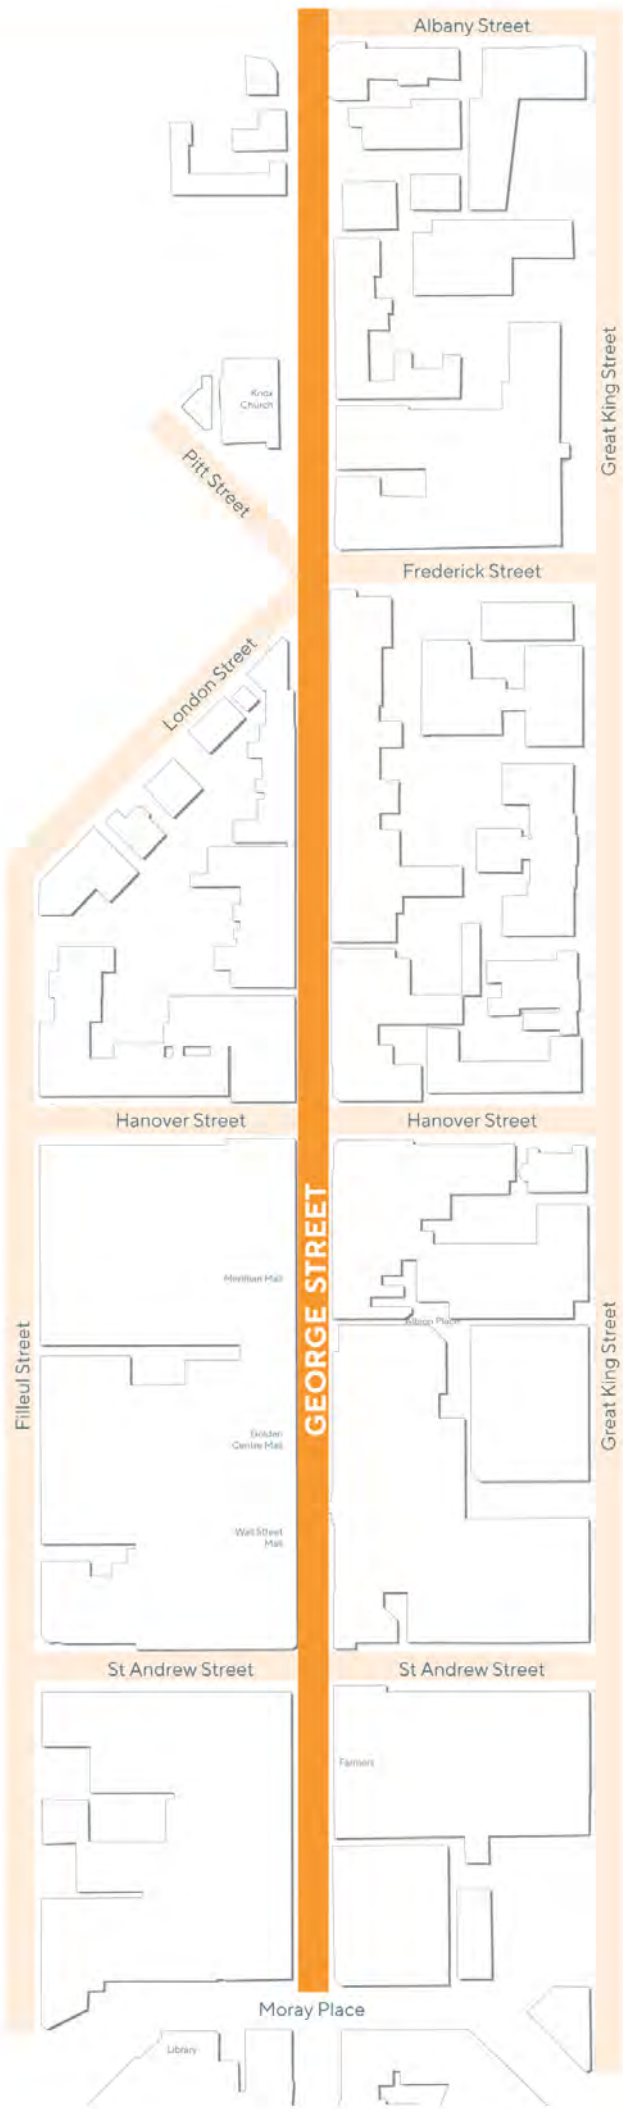 Albany Street
Great King Street
Knox
Church
Pitt Street
Frederick Street
London Street
Hanover Street
Hanover Street
GEORGE STREET
Meridian Mall
Albion Place
Filleul Street
Great King Street
Golden
Centre Mall
Wall Street
Mall
St Andrew Street
St Andrew Street
Farmers
Moray Place
Library